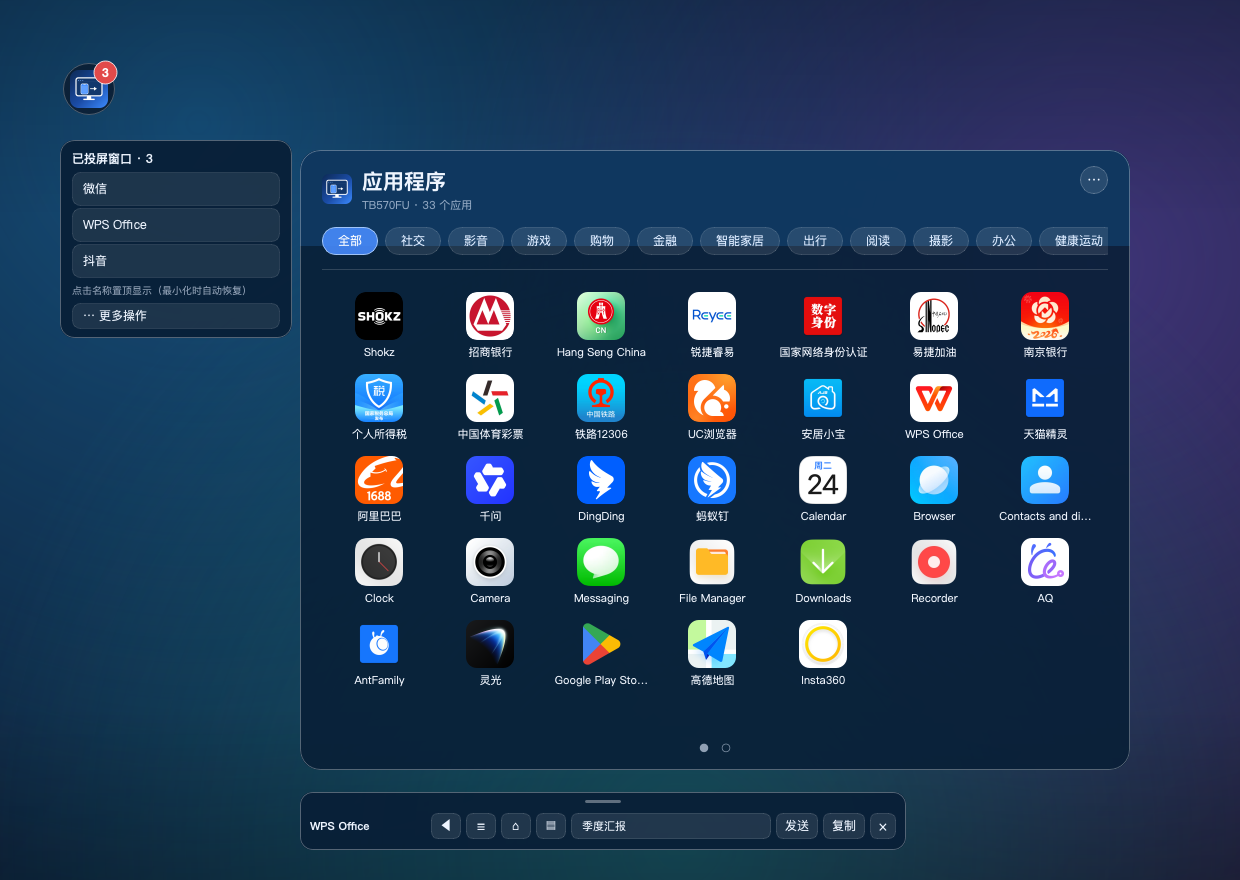 3
已投屏窗口 · 3
微信
WPS Office
抖音
点击名称置顶显示（最小化时自动恢复）
··· 更多操作
应用程序
TB570FU · 33 个应用
全部 社交 影音 游戏 购物 金融 智能家居 出行 阅读 摄影 办公 健康运动
SHOKZ CN Reyee 数字身份 SINOPEC 2026
Shokz 招商银行 Hang Seng China 锐捷睿易 国家网络身份认证 易捷加油 南京银行
税 中国铁路
个人所得税 中国体育彩票 铁路12306 UC浏览器 安居小宝 WPS Office 天猫精灵
1688 周二 24
阿里巴巴 千问 DingDing 蚂蚁钉 Calendar Browser Contacts and di...
Clock Camera Messaging File Manager Downloads Recorder AQ
AntFamily 灵光 Google Play Sto... 高德地图 Insta360
WPS Office 季度汇报 发送 复制